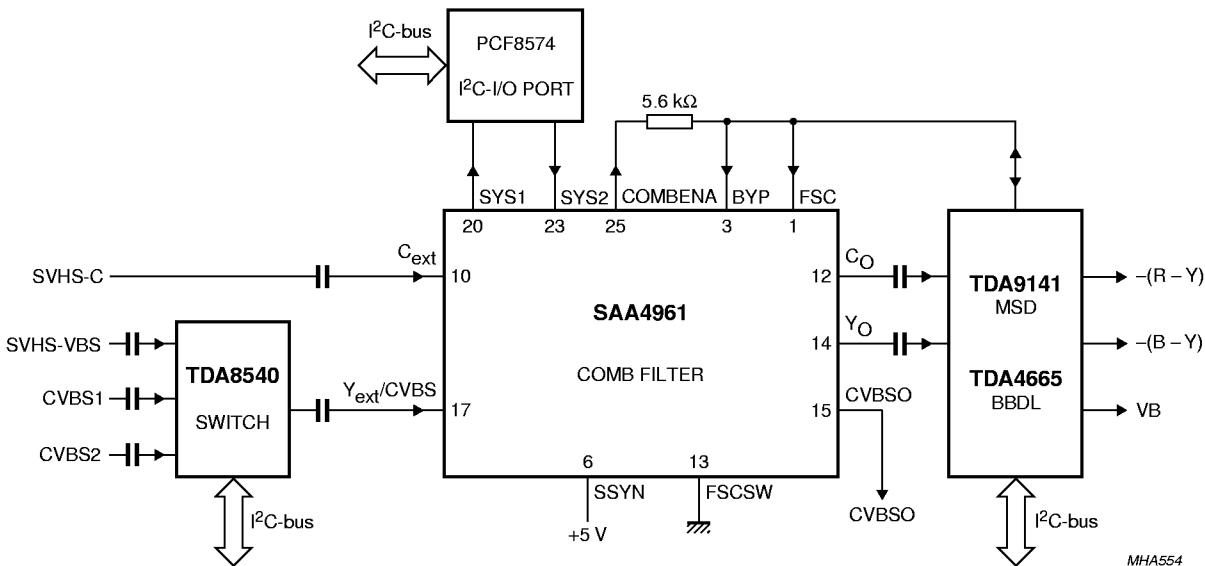 I²C-bus
PCF8574
I²C-I/O PORT
5.6 kΩ
SYS1
SYS2
COMBENA
BYP
FSC
20
23
25
3
1
SVHS-C
C_ext
10
12
C_O
SAA4961
COMB FILTER
TDA9141
MSD
–(R – Y)
SVHS-VBS
14
Y_O
–(B – Y)
TDA8540
SWITCH
CVBS1
Y_ext/CVBS
17
15
CVBSO
TDA4665
BBDL
VB
CVBS2
6
13
SSYN
FSCSW
+5 V
CVBSO
I²C-bus
I²C-bus
MHA554